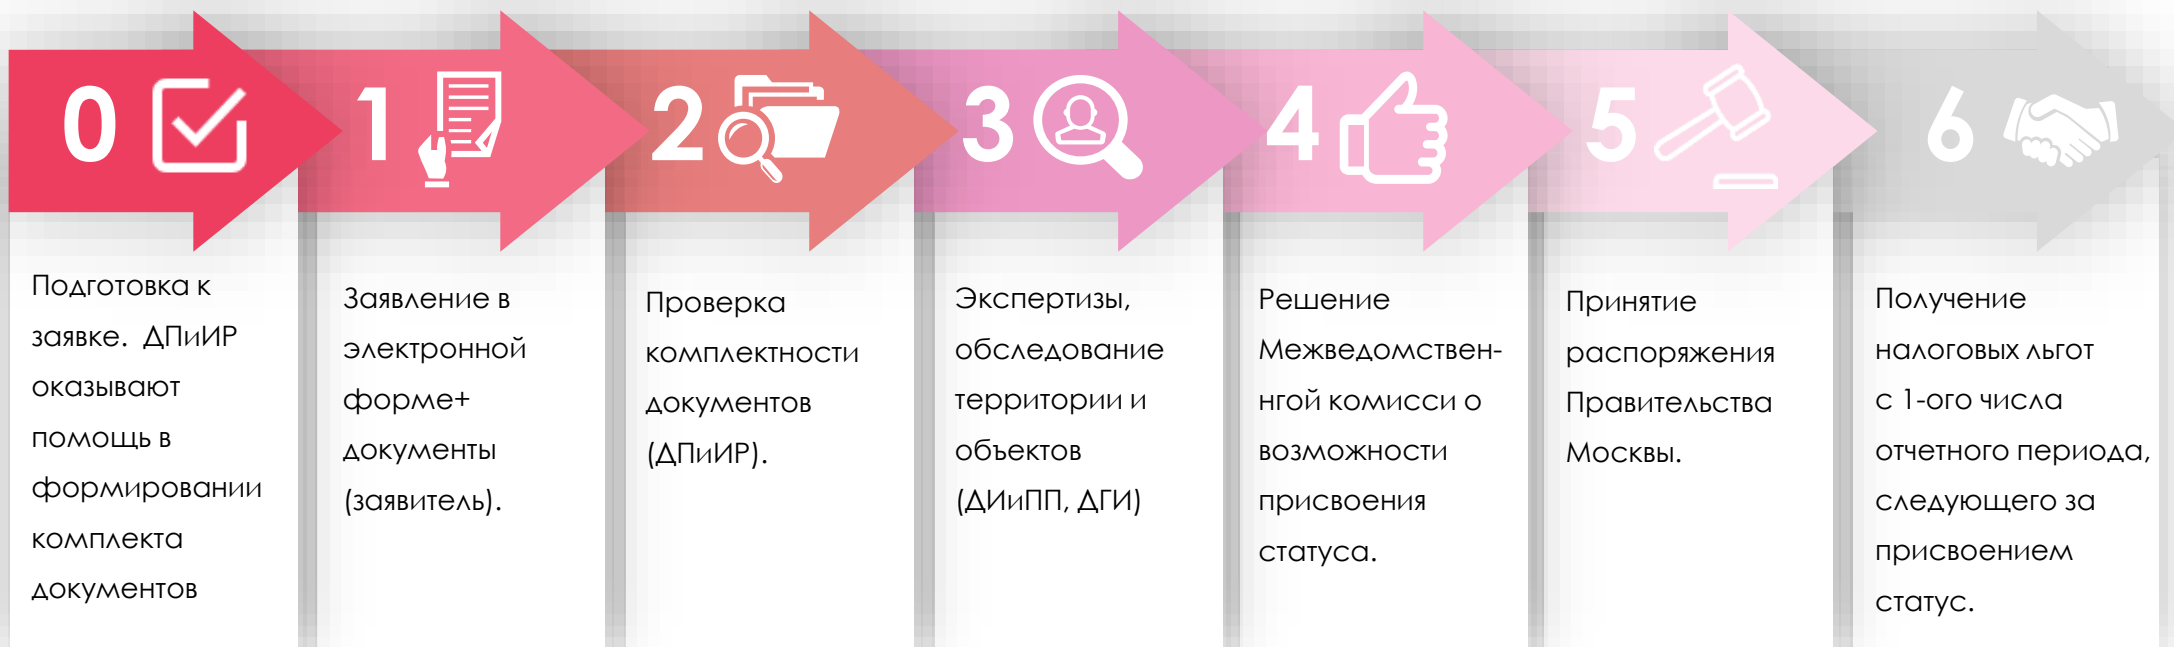 0
Подготовка к
заявке.  ДПиИР
оказывают
помощь в
формировании
комплекта
документов
1
Заявление в
электронной
форме+
документы
(заявитель).
2
Проверка
комплектности
документов
(ДПиИР).
3
Экспертизы,
обследование
территории и
объектов
(ДИиПП, ДГИ)
4
Решение
Межведомствен-
нгой комисси о
возможности
присвоения
статуса.
5
Принятие
распоряжения
Правительства
Москвы.
6
Получение
налоговых льгот
с 1-ого числа
отчетного периода,
следующего за
присвоением
статус.